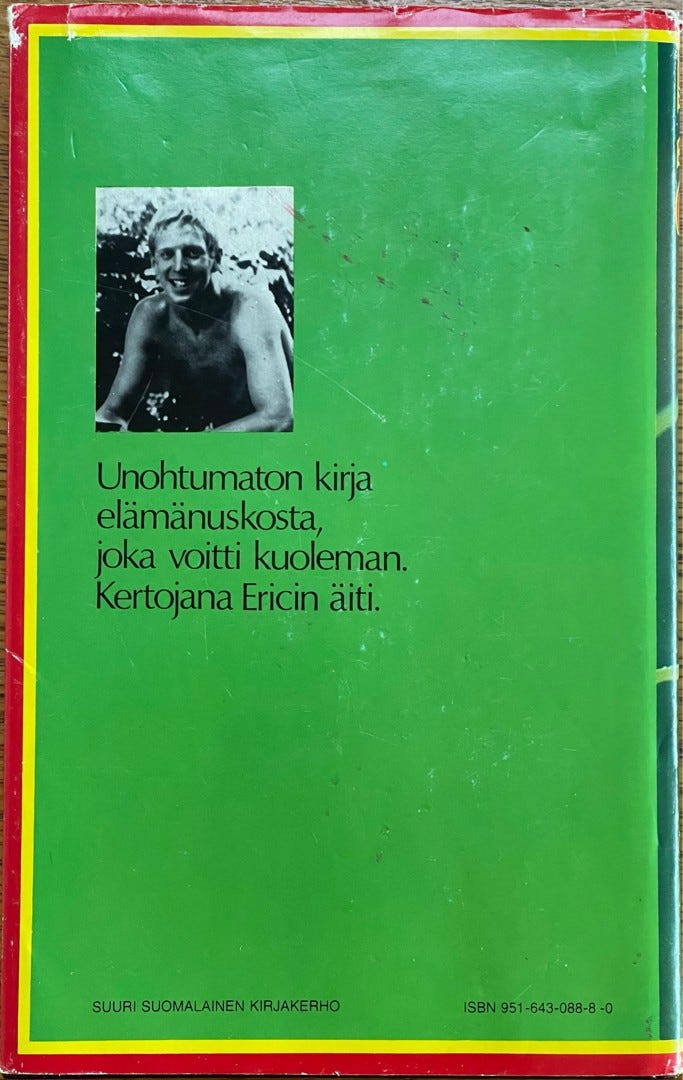 Unohtumaton kirja
elämänuskosta,
joka voitti kuoleman.
Kertojana Ericin äiti.
SUURI SUOMALAINEN KIRJAKERHO
ISBN 951-643-088-8 -0